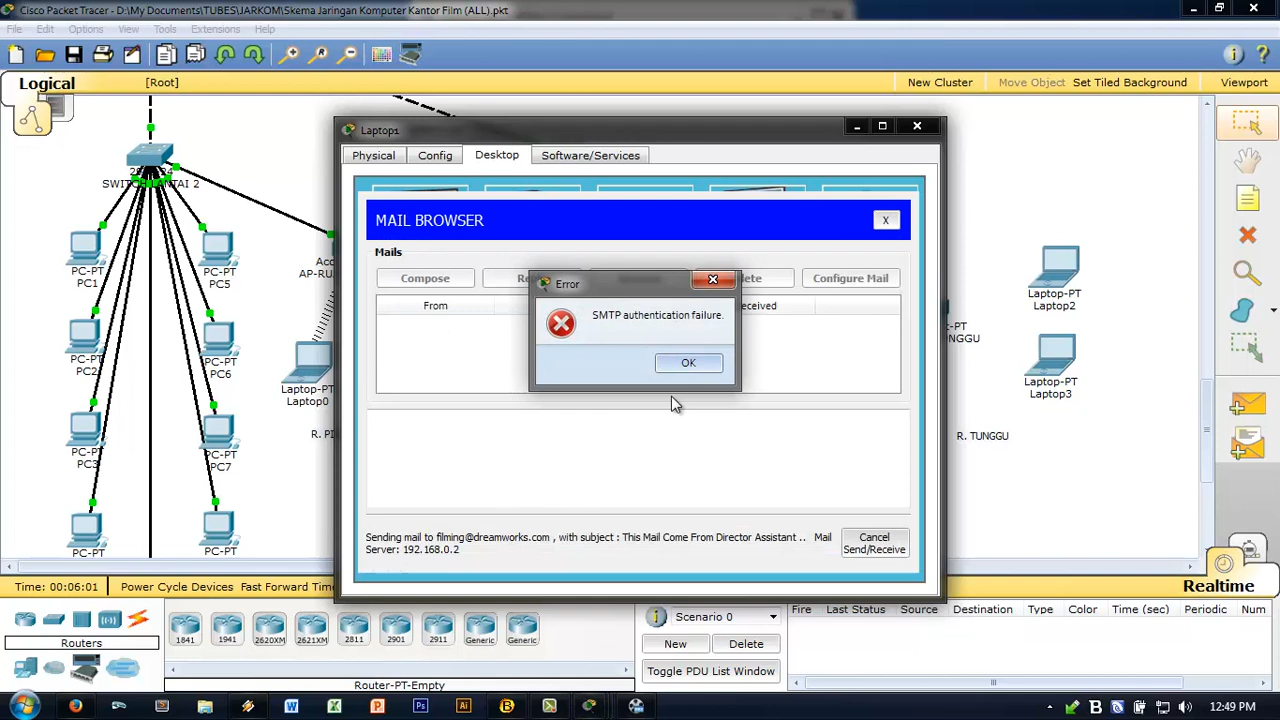 Cisco Packet Tracer - D:\My Documents\TUBES\JARKOM\Skema Jaringan Komputer Kantor Film (ALL).pkt
File Edit Options View Tools Extensions Help
Logical [Root] New Cluster Move Object Set Tiled Background Viewport
Laptop1
Physical Config Desktop Software/Services
SWITCH LANTAI 2
MAIL BROWSER X
Mails
Compose Configure Mail
Error
From
SMTP authentication failure.
OK
PC-PT
PC1
PC-PT
PC5
PC-PT
PC2
PC-PT
PC6
Laptop-PT
Laptop0
PC-PT
PC3
PC-PT
PC7
PC-PT
PC-PT
Laptop-PT
Laptop2
Laptop-PT
Laptop3
R. TUNGGU
Sending mail to filming@dreamworks.com , with subject : This Mail Come From Director Assistant .. Mail
Server: 192.168.0.2
Cancel
Send/Receive
Time: 00:06:01 Power Cycle Devices Fast Forward Time
Realtime
Routers
1841 1941 2620XM 2621XM 2811 2901 2911 Generic Generic
Router-PT-Empty
Scenario 0
New Delete
Toggle PDU List Window
Fire Last Status Source Destination Type Color Time (sec) Periodic Num
12:49 PM